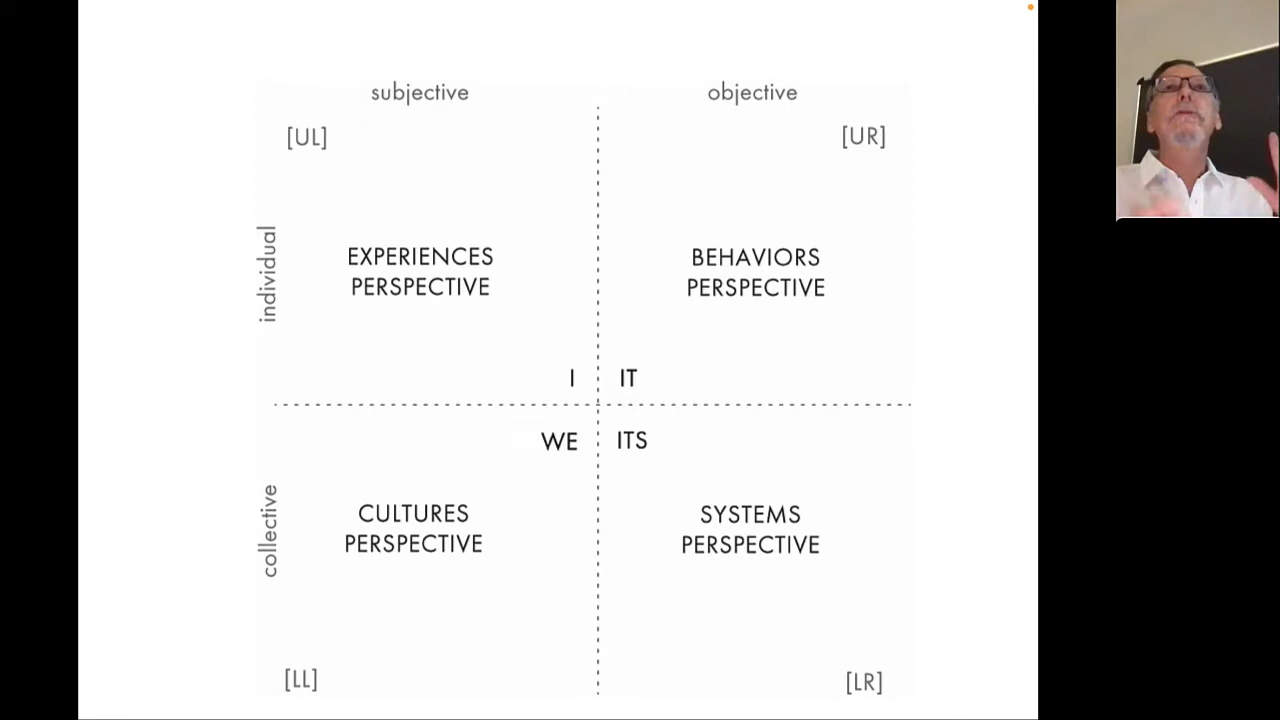 subjective
objective
[UL]
[UR]
individual
EXPERIENCES
PERSPECTIVE
BEHAVIORS
PERSPECTIVE
I
IT
WE
ITS
collective
CULTURES
PERSPECTIVE
SYSTEMS
PERSPECTIVE
[LL]
[LR]